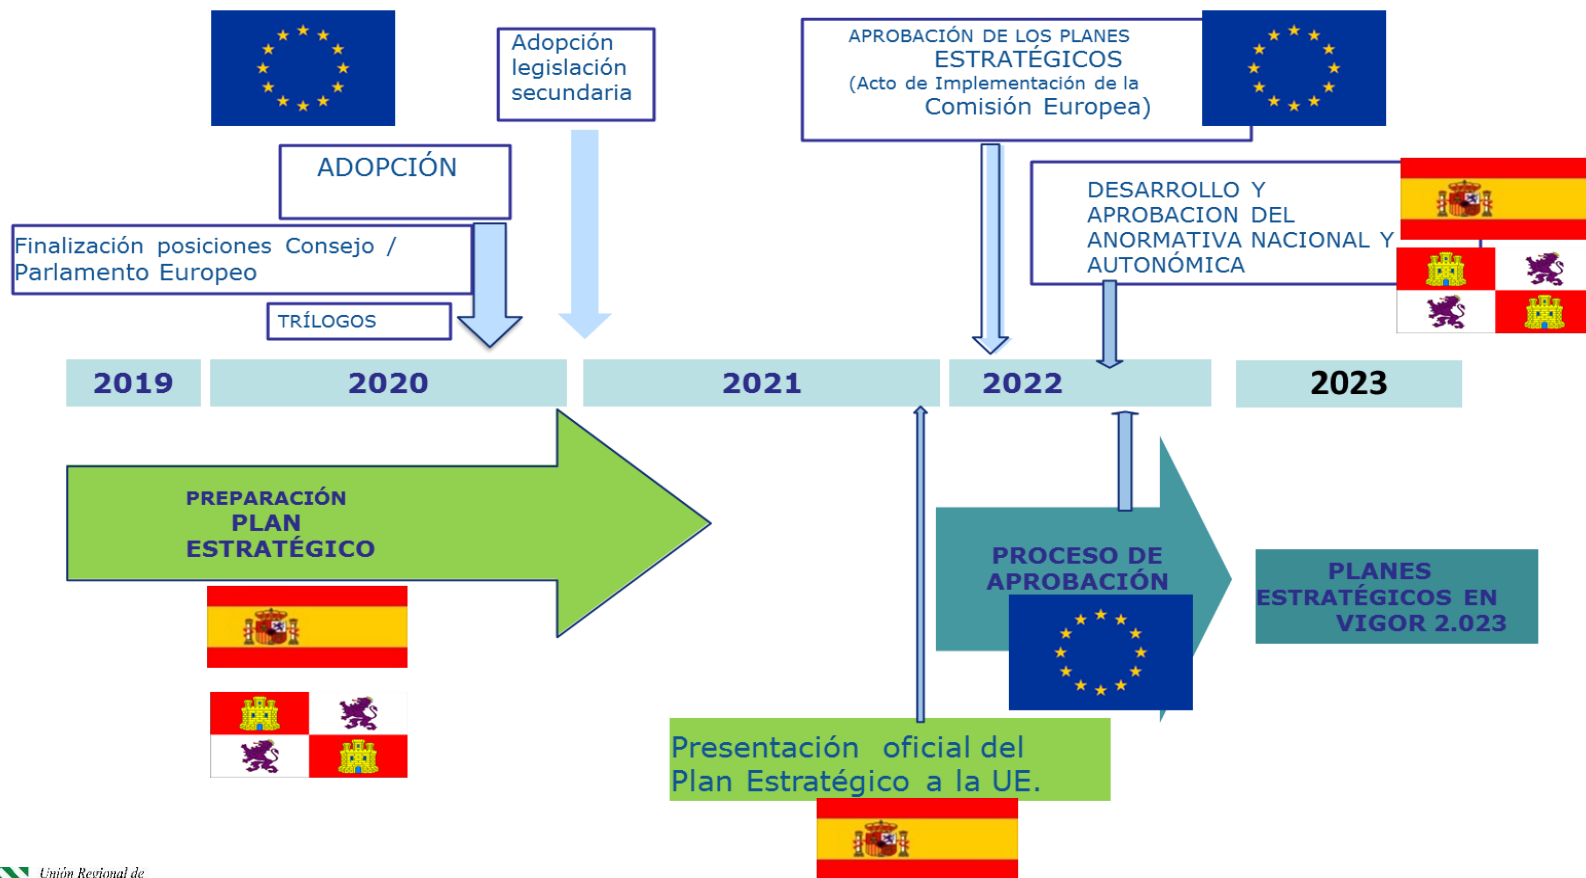 Adopción
legislación
secundaria
APROBACIÓN DE LOS PLANES
ESTRATÉGICOS
(Acto de Implementación de la
Comisión Europea)
ADOPCIÓN
DESARROLLO Y
APROBACION DEL
ANORMATIVA NACIONAL Y
AUTONÓMICA
Finalización posiciones Consejo /
Parlamento Europeo
TRÍLOGOS
2019
2020
2021
2022
2023
PREPARACIÓN
PLAN
ESTRATÉGICO
PROCESO DE
APROBACIÓN
PLANES
ESTRATÉGICOS EN
VIGOR 2.023
Presentación oficial del
Plan Estratégico a la UE.
Unión Regional de